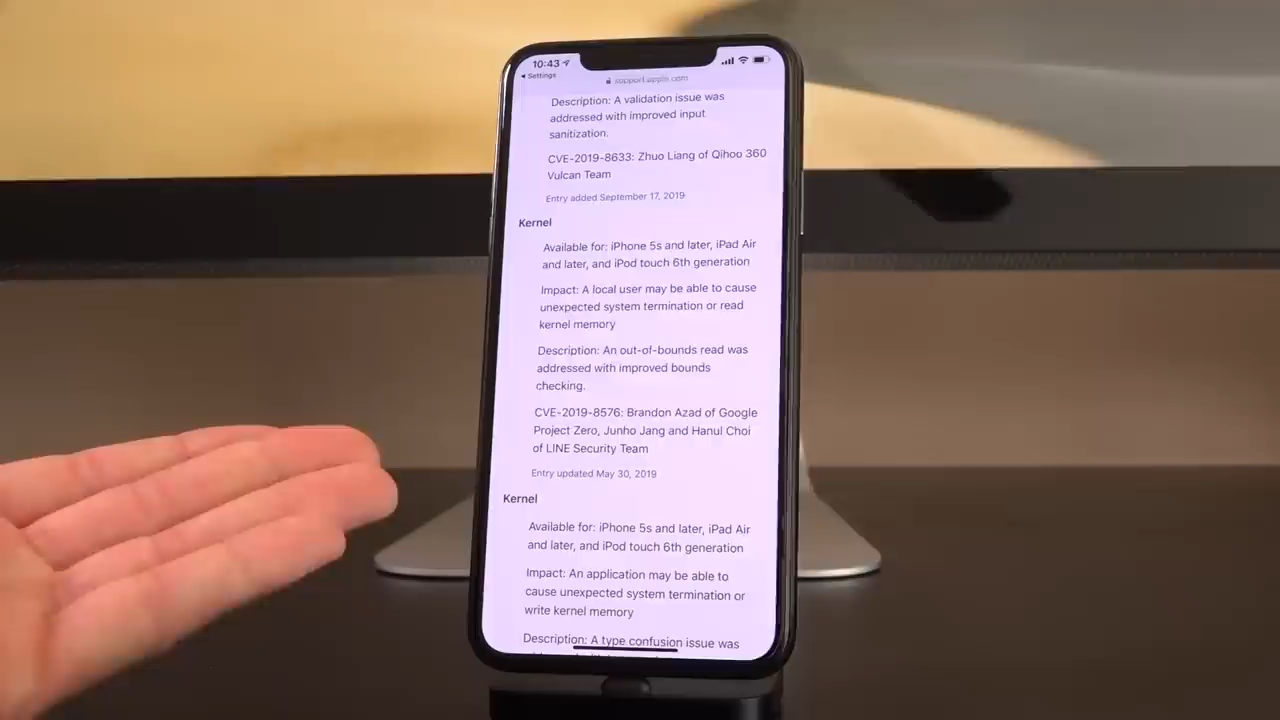 10:43
Settings
support.apple.com
Description: A validation issue was
addressed with improved input
sanitization.
CVE-2019-8633: Zhuo Liang of Qihoo 360
Vulcan Team
Entry added September 17, 2019
Kernel
Available for: iPhone 5s and later, iPad Air
and later, and iPod touch 6th generation
Impact: A local user may be able to cause
unexpected system termination or read
kernel memory
Description: An out-of-bounds read was
addressed with improved bounds
checking.
CVE-2019-8576: Brandon Azad of Google
Project Zero, Junho Jang and Hanul Choi
of LINE Security Team
Entry updated May 30, 2019
Kernel
Available for: iPhone 5s and later, iPad Air
and later, and iPod touch 6th generation
Impact: An application may be able to
cause unexpected system termination or
write kernel memory
Description: A type confusion issue was